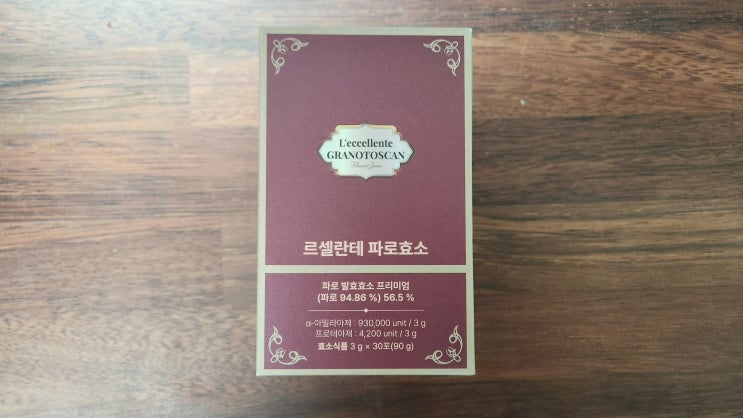 L'eccellente
GRANOTOSCAN
르셀란테 파로효소
파로 발효효소 프리미엄
(파로 94.86 %) 56.5 %
α-아밀라아제 : 930,000 unit / 3 g
프로테아제 : 4,200 unit / 3 g
효소식품 3 g × 30포(90 g)